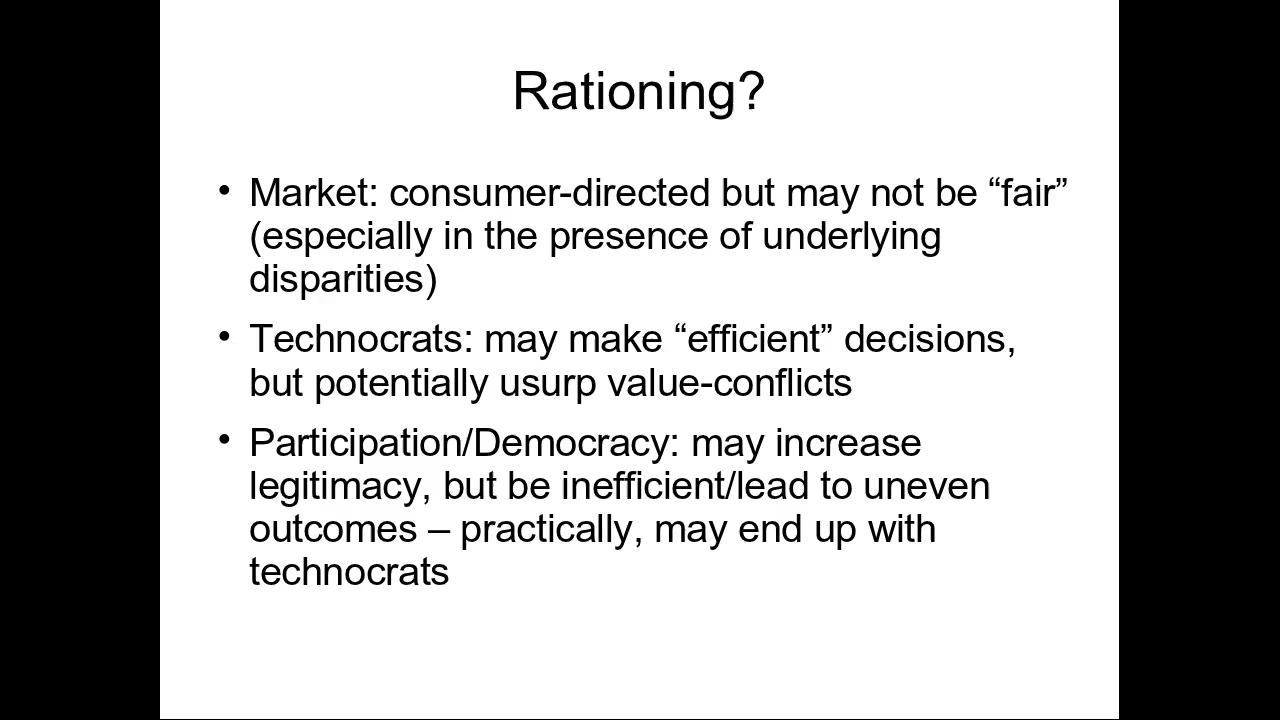 Rationing?
• Market: consumer-directed but may not be “fair”
(especially in the presence of underlying
disparities)
• Technocrats: may make “efficient” decisions,
but potentially usurp value-conflicts
• Participation/Democracy: may increase
legitimacy, but be inefficient/lead to uneven
outcomes – practically, may end up with
technocrats